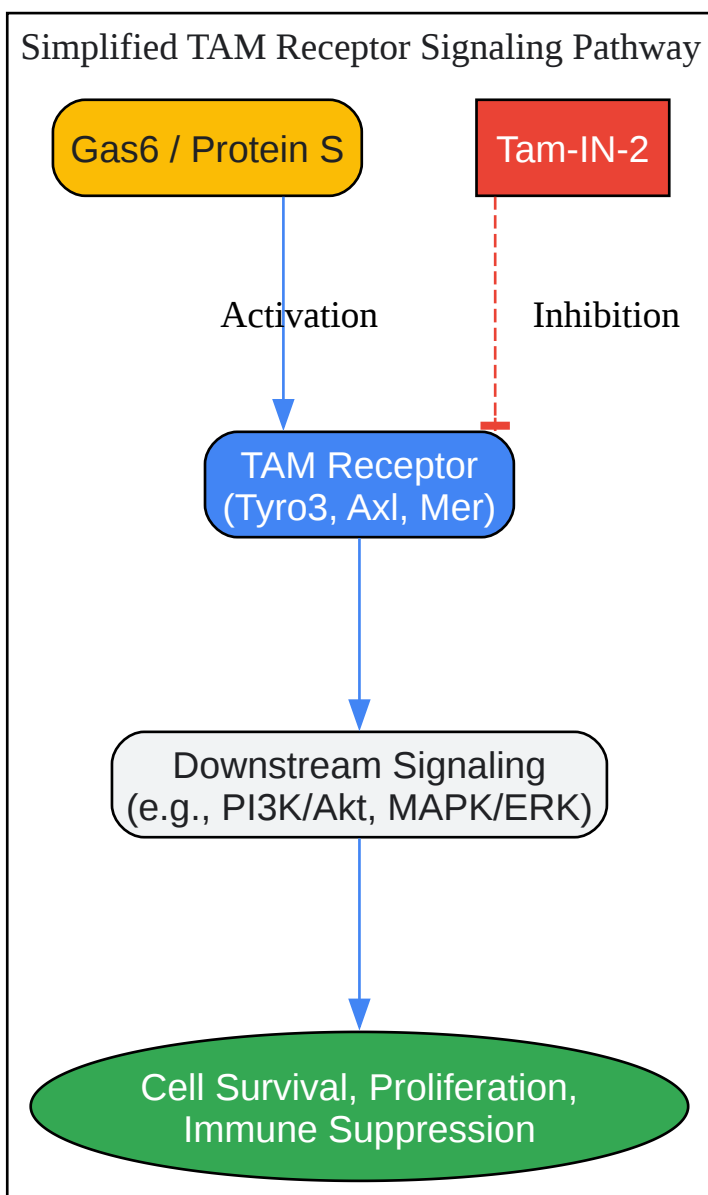 Simplified TAM Receptor Signaling Pathway
Gas6 / Protein S
Tam-IN-2
Activation
Inhibition
TAM Receptor
(Tyro3, Axl, Mer)
Downstream Signaling
(e.g., PI3K/Akt, MAPK/ERK)
Cell Survival, Proliferation,
Immune Suppression